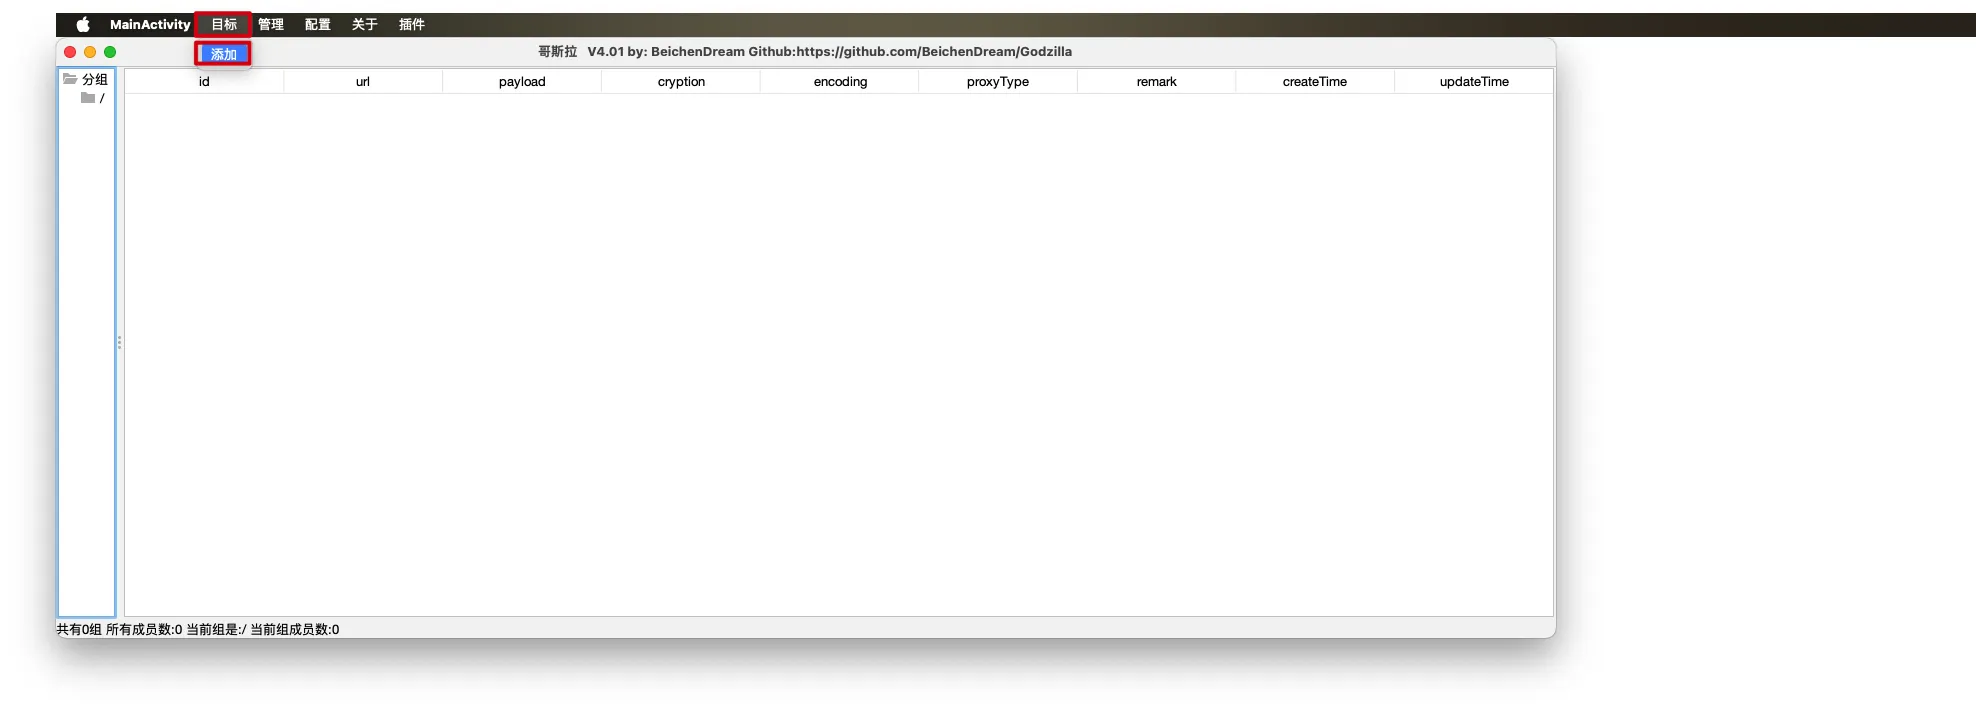 MainActivity 目标 管理 配置 关于 插件
添加
哥斯拉 V4.01 by: BeichenDream Github:https://github.com/BeichenDream/Godzilla
分组
/
id url payload cryption encoding proxyType remark createTime updateTime
共有0组 所有成员数:0 当前组是:/ 当前组成员数:0